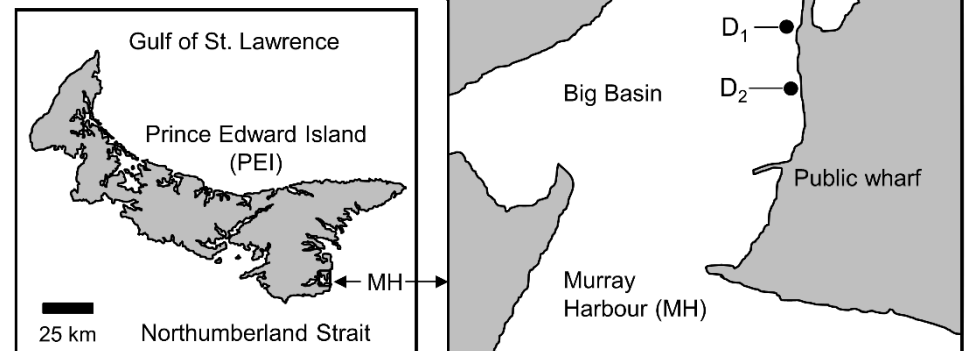 Gulf of St. Lawrence
Prince Edward Island
(PEI)
MH
25 km
Northumberland Strait
D₁
D₂
Big Basin
Public wharf
Murray
Harbour (MH)